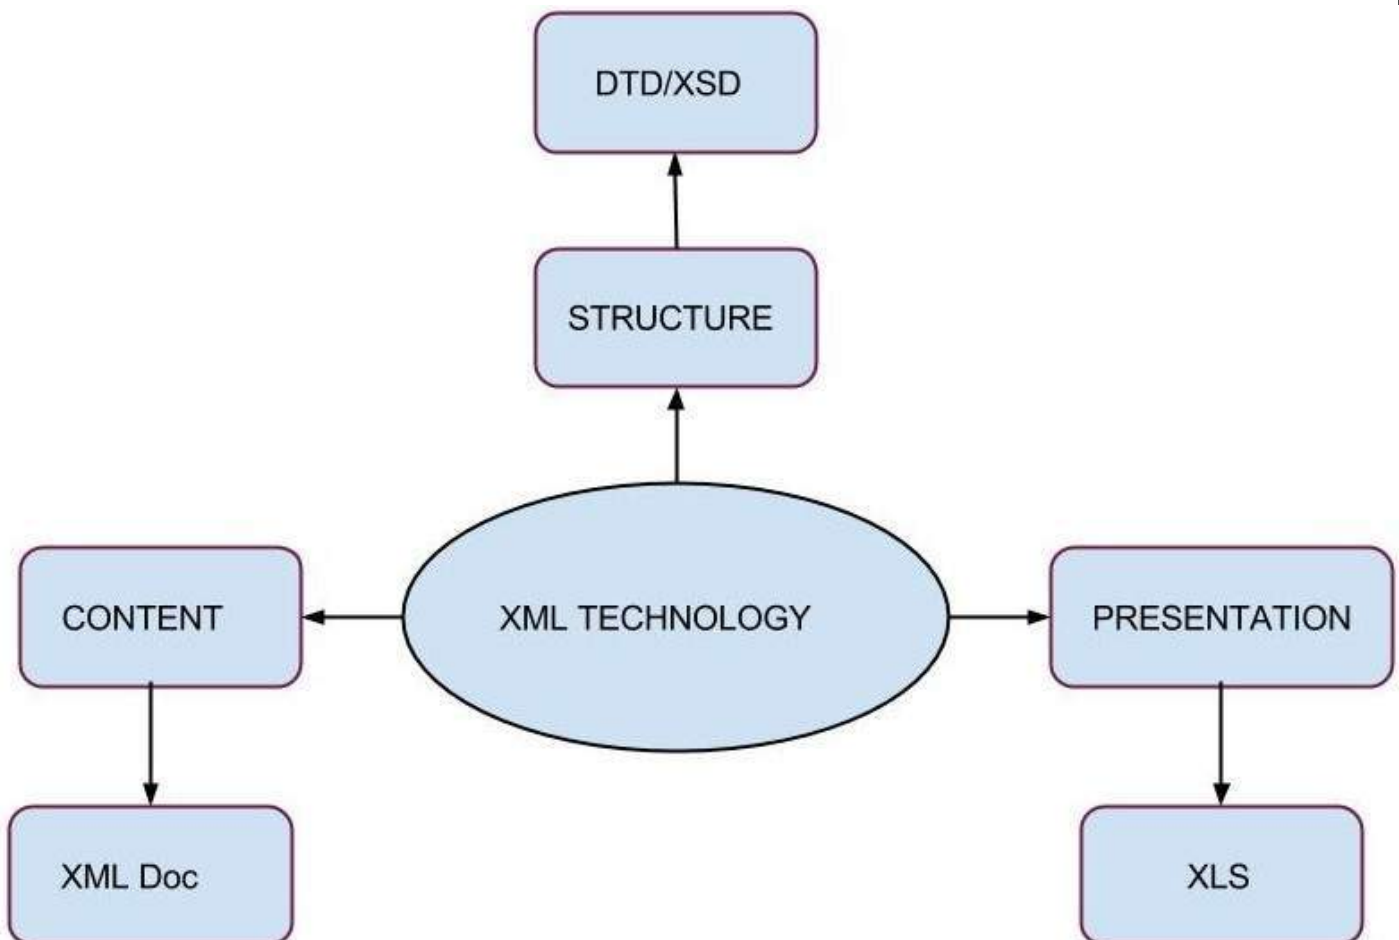 DTD/XSD
STRUCTURE
CONTENT
XML TECHNOLOGY
PRESENTATION
XML Doc
XLS